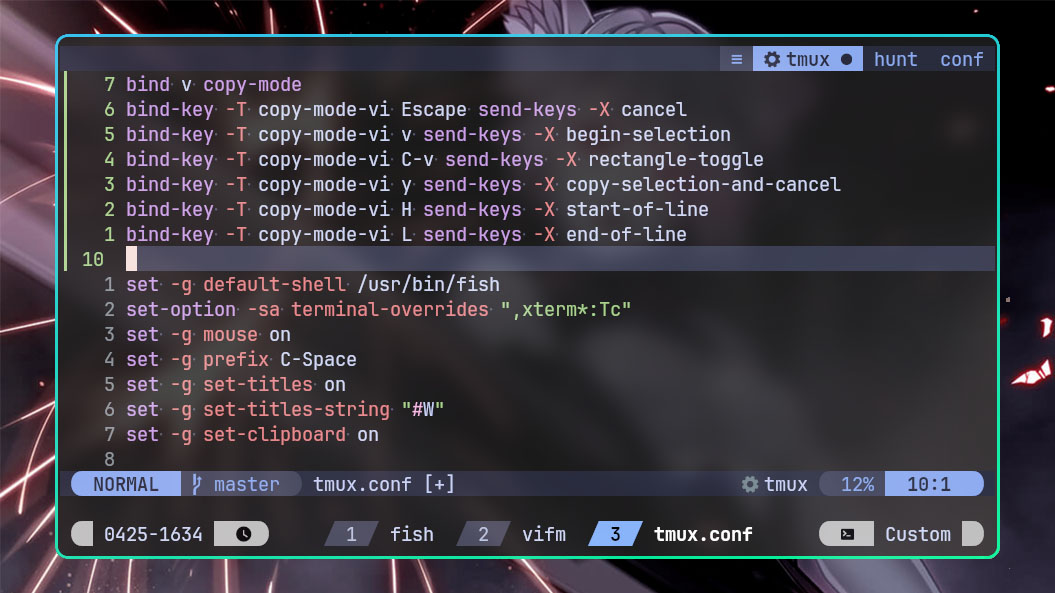 ≡ tmux ● hunt conf
7 bind v copy-mode
6 bind-key -T copy-mode-vi Escape send-keys -X cancel
5 bind-key -T copy-mode-vi v send-keys -X begin-selection
4 bind-key -T copy-mode-vi C-v send-keys -X rectangle-toggle
3 bind-key -T copy-mode-vi y send-keys -X copy-selection-and-cancel
2 bind-key -T copy-mode-vi H send-keys -X start-of-line
1 bind-key -T copy-mode-vi L send-keys -X end-of-line
10
1 set -g default-shell /usr/bin/fish
2 set-option -sa terminal-overrides ",xterm*:Tc"
3 set -g mouse on
4 set -g prefix C-Space
5 set -g set-titles on
6 set -g set-titles-string "#W"
7 set -g set-clipboard on
8
NORMAL master tmux.conf [+] tmux 12% 10:1
0425-1634 1 fish 2 vifm 3 tmux.conf Custom